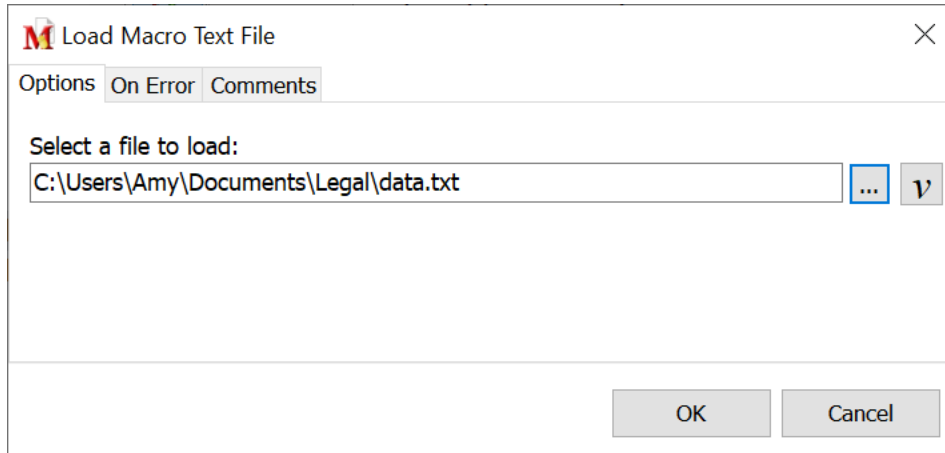 Load Macro Text File
Options On Error Comments
Select a file to load:
C:\Users\Amy\Documents\Legal\data.txt ... v
OK Cancel